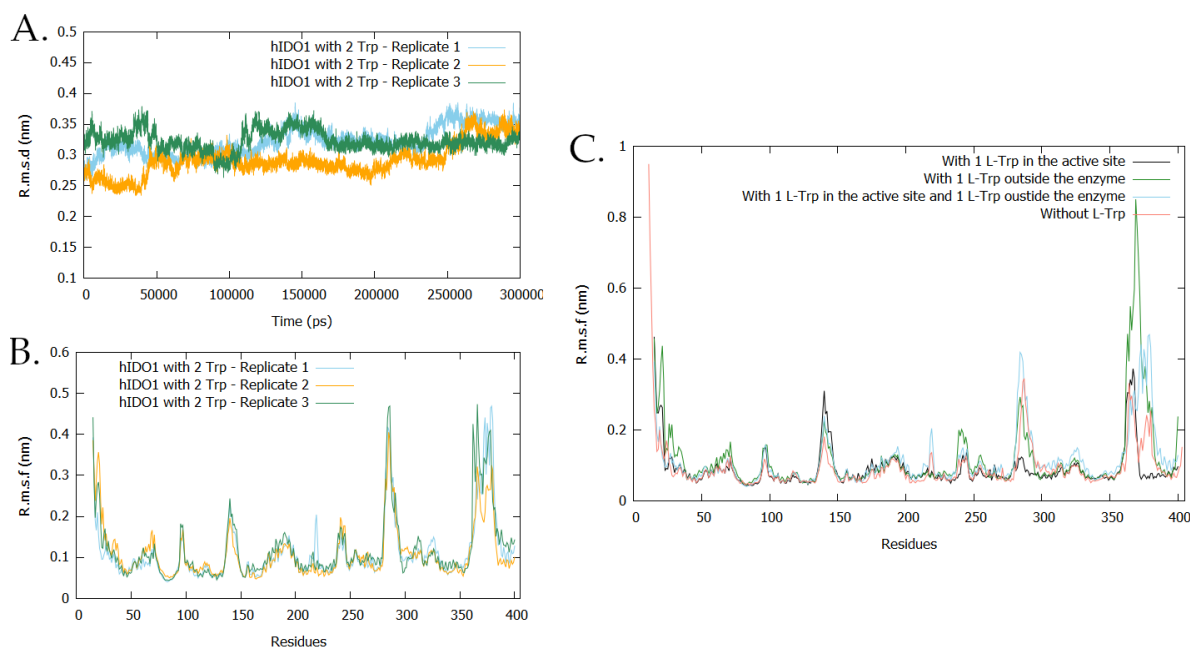 A.
0.5
0.45
0.4
0.35
0.3
0.25
0.2
0.15
0.1
R.m.s.d (nm)
hIDO1 with 2 Trp - Replicate 1
hIDO1 with 2 Trp - Replicate 2
hIDO1 with 2 Trp - Replicate 3
0 50000 100000 150000 200000 250000 300000
Time (ps)
B.
0.6
0.5
0.4
0.3
0.2
0.1
0
R.m.s.f (nm)
hIDO1 with 2 Trp - Replicate 1
hIDO1 with 2 Trp - Replicate 2
hIDO1 with 2 Trp - Replicate 3
0 50 100 150 200 250 300 350 400
Residues
C.
1
0.8
0.6
0.4
0.2
0
R.m.s.f (nm)
With 1 L-Trp in the active site
With 1 L-Trp outside the enzyme
With 1 L-Trp in the active site and 1 L-Trp oustide the enzyme
Without L-Trp
0 50 100 150 200 250 300 350 400
Residues